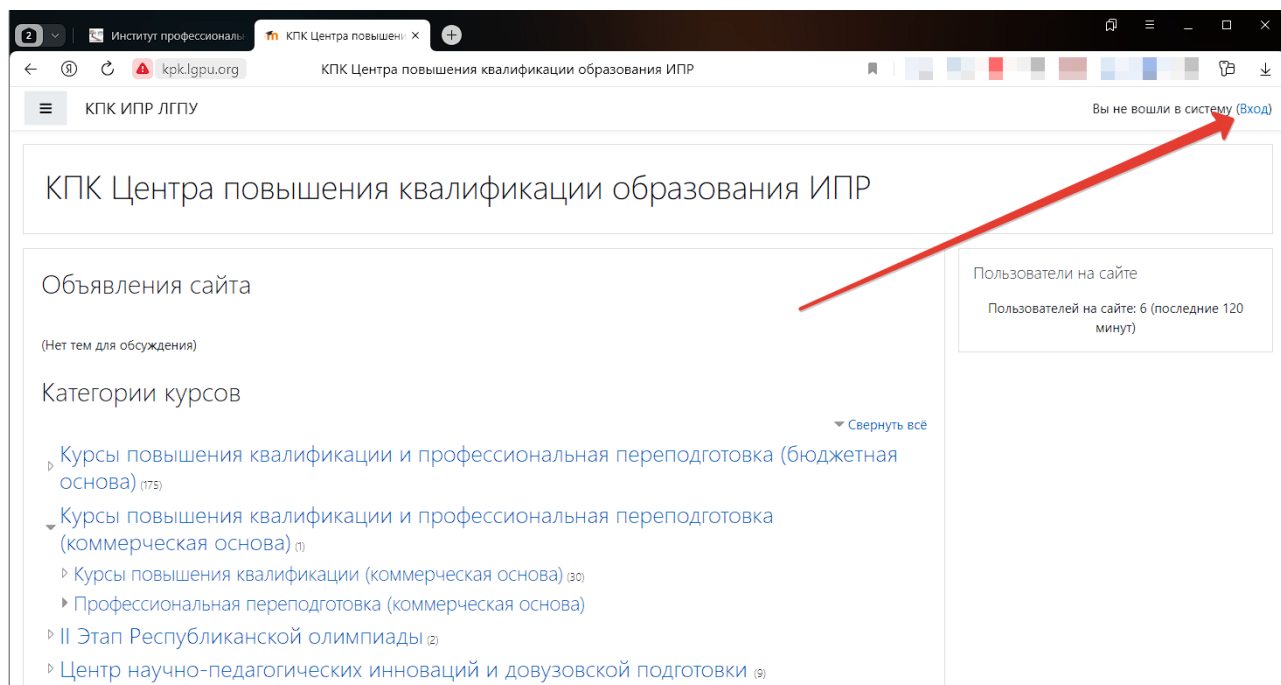 2
Институт профессиональ
КПК Центра повышени
kpk.lgpu.org
КПК Центра повышения квалификации образования ИПР
КПК ИПР ЛГПУ
Вы не вошли в систему (Вход)
КПК Центра повышения квалификации образования ИПР
Объявления сайта
(Нет тем для обсуждения)
Категории курсов
Свернуть всё
Курсы повышения квалификации и профессиональная переподготовка (бюджетная
основа) (175)
Курсы повышения квалификации и профессиональная переподготовка
(коммерческая основа) (1)
Курсы повышения квалификации (коммерческая основа) (30)
Профессиональная переподготовка (коммерческая основа)
II Этап Республиканской олимпиады (2)
Центр научно-педагогических инноваций и довузовской подготовки (9)
Пользователи на сайте
Пользователей на сайте: 6 (последние 120
минут)